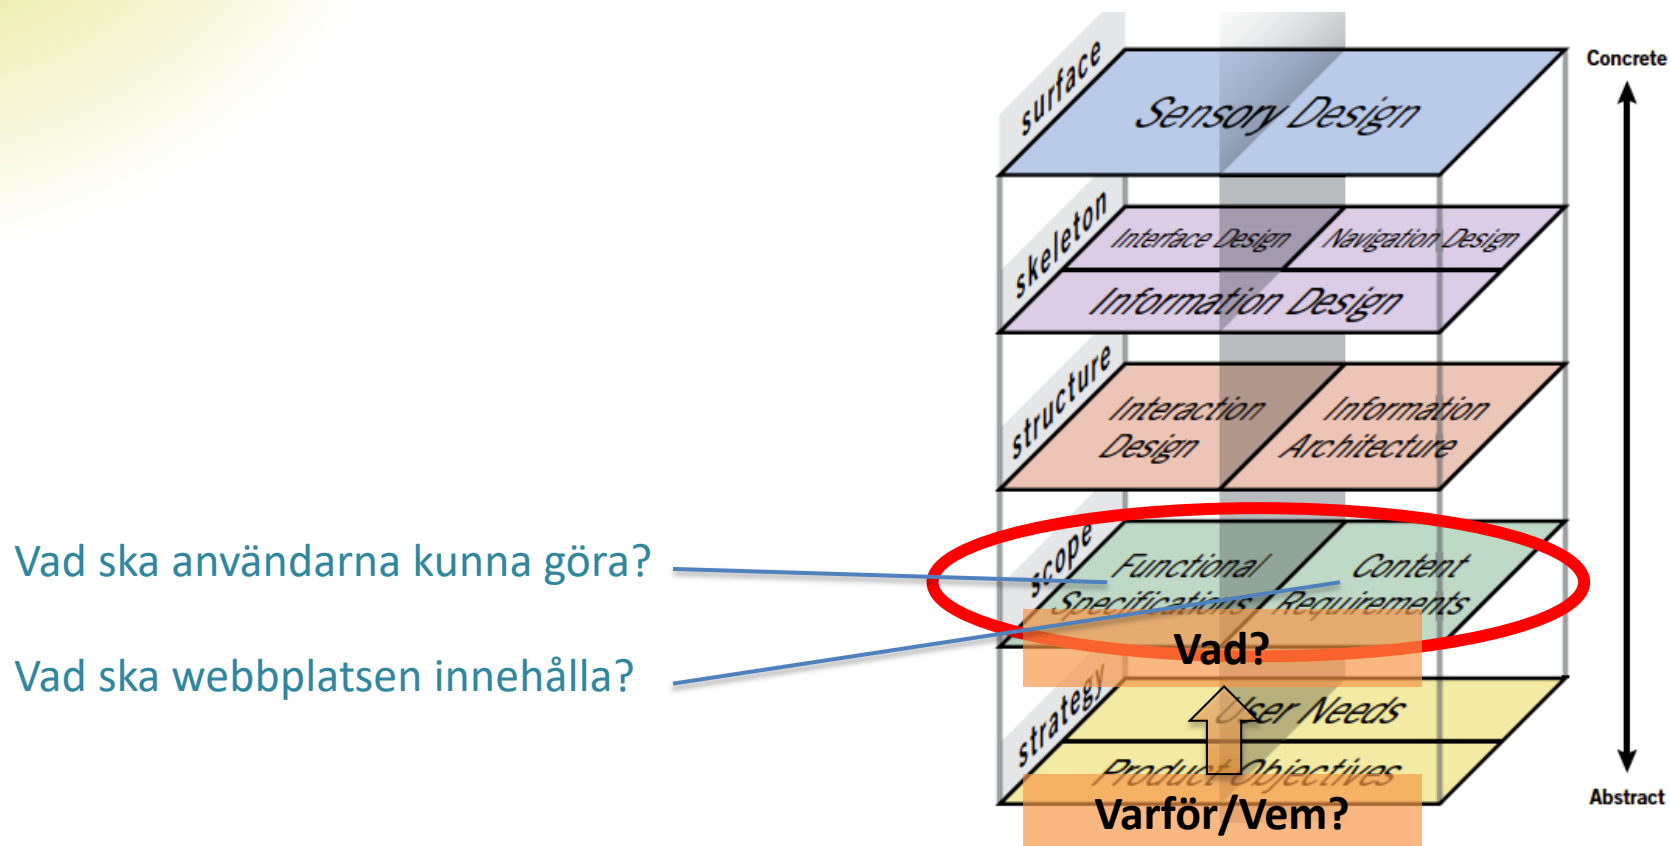 Concrete
surface
Sensory Design
skeleton
Interface Design
Navigation Design
Information Design
structure
Interaction
Design
Information
Architecture
Vad ska användarna kunna göra?
scope
Functional
Specifications
Content
Requirements
Vad?
Vad ska webbplatsen innehålla?
strategy
User Needs
Product Objectives
Varför/Vem?
Abstract